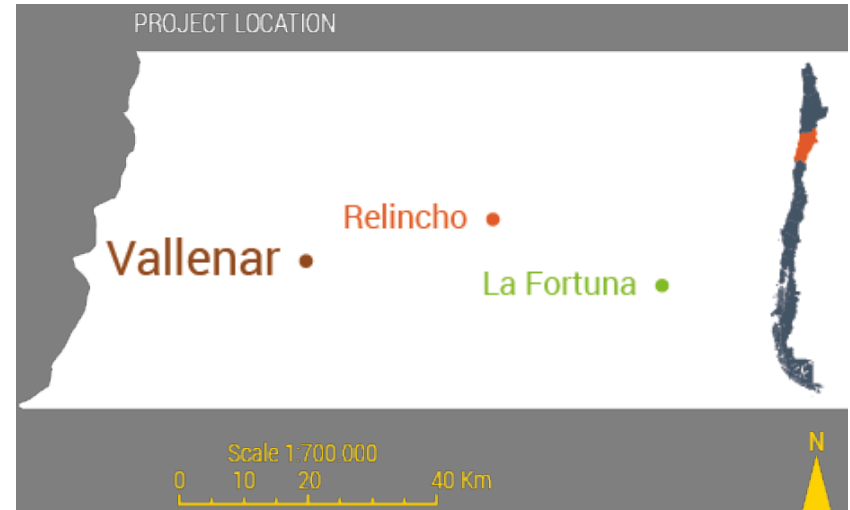 PROJECT LOCATION
Relincho
Vallenar
La Fortuna
Scale 1:700.000
0 10 20 40 Km
N